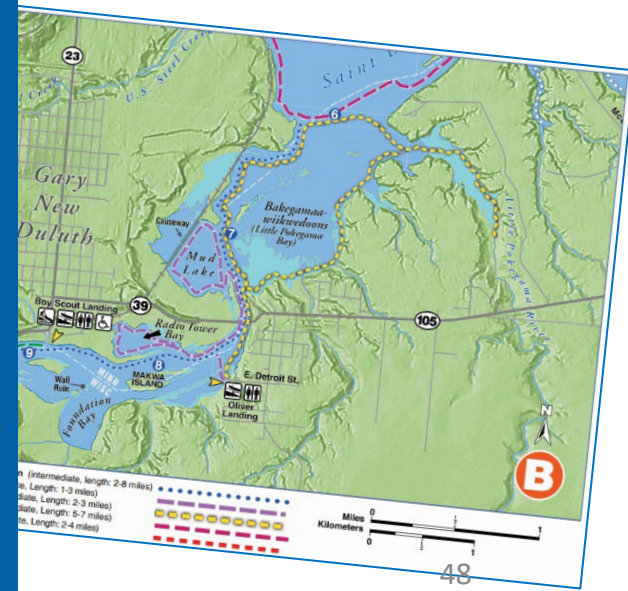 23
U.S. Steel Creek
Saint
6
Gary
New
Duluth
Causeway
Bakegamaa-
wiikwedoons
(Little Pokegama
Bay)
7
Mud
Lake
Little Pokegama River
Boy Scout Landing
39
Radio Tower
Bay
105
9
8
MINN
WISC
MAKWA
ISLAND
E. Detroit St.
Wall
Ruin
Oliver
Landing
Foundation
Bay
N
B
n (intermediate, length: 2-8 miles)
e, Length: 1-3 miles)
diate, Length: 2-3 miles)
diate, Length: 5-7 miles)
te, Length: 2-4 miles)
Miles
Kilometers
0
1
0
1
48